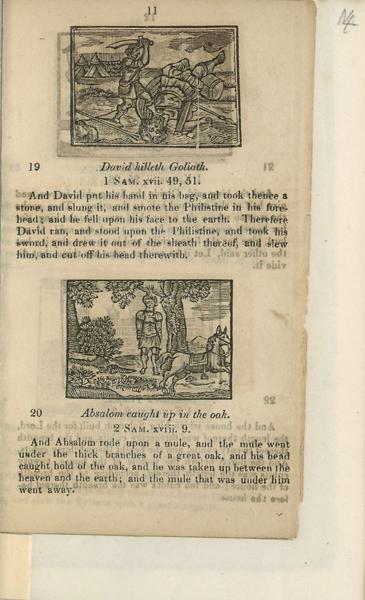 11
19 David killeth Goliath.
1 SAM. xvii. 49, 51.
And David put his hand in his bag, and took thence a
stone, and slung it, and smote the Philistine in his fore-
head; and he fell upon his face to the earth. Therefore
David ran, and stood upon the Philistine, and took his
sword, and drew it out of the sheath thereof, and slew
him, and cut off his head therewith.
20 Absalom caught up in the oak.
2 SAM. xviii. 9.
And Absalom rode upon a mule, and the mule went
under the thick branches of a great oak, and his head
caught hold of the oak, and he was taken up between the
heaven and the earth; and the mule that was under him
went away.